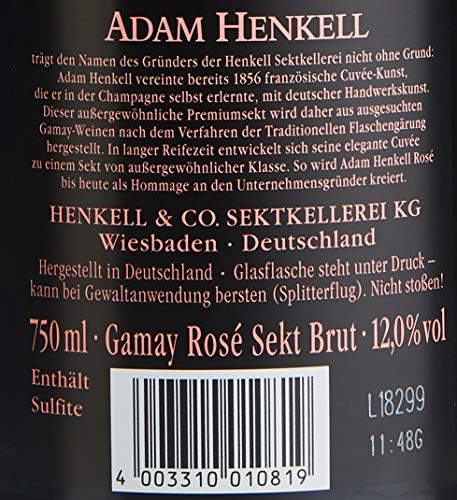 ADAM HENKELL
trägt den Namen des Gründers der Henkell Sektkellerei nicht ohne Grund:
Adam Henkell vereinte bereits 1856 französische Cuvée-Kunst,
die er in der Champagne selbst erlernte, mit deutscher Handwerkskunst.
Dieser außergewöhnliche Premiumsekt wird daher aus ausgesuchten
Gamay-Weinen nach dem Verfahren der Traditionellen Flaschengärung
hergestellt. In langer Reifezeit entwickelt sich seine elegante Cuvée
zu einem Sekt von außergewöhnlicher Klasse. So wird Adam Henkell Rosé
bis heute als Hommage an den Unternehmensgründer kreiert.
HENKELL & CO. SEKTKELLEREI KG
Wiesbaden · Deutschland
Hergestellt in Deutschland · Glasflasche steht unter Druck –
kann bei Gewaltanwendung bersten (Splitterflug). Nicht stoßen!
750 ml · Gamay Rosé Sekt Brut · 12,0% vol
Enthält
Sulfite
L18299
11:48G
4 003310 010819